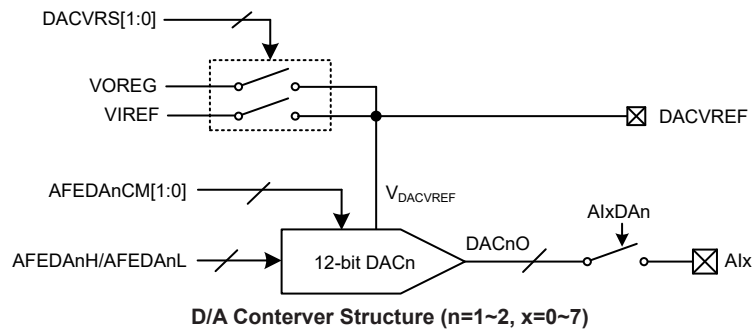 DACVRS[1:0]
VOREG
VIREF
DACVREF
AFEDAnCM[1:0]
VDACVREF
AIxDAn
DACnO
AFEDAnH/AFEDAnL
12-bit DACn
AIx
D/A Conterver Structure (n=1~2, x=0~7)